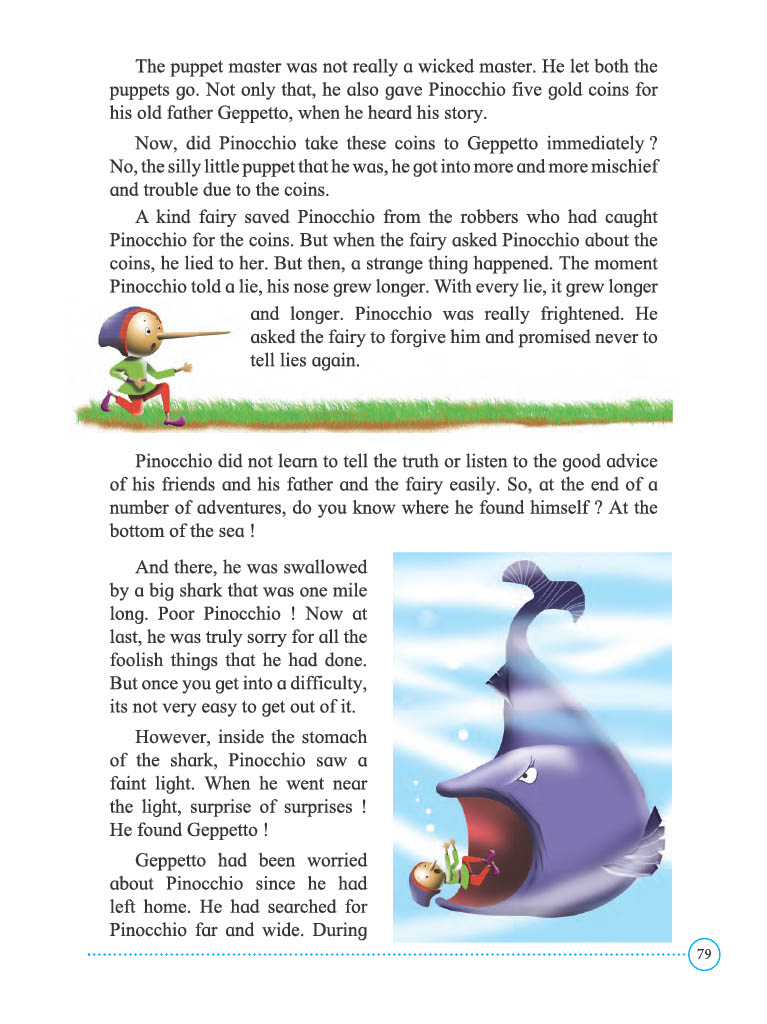 The puppet master was not really a wicked master. He let both the
puppets go. Not only that, he also gave Pinocchio five gold coins for
his old father Geppetto, when he heard his story.
Now, did Pinocchio take these coins to Geppetto immediately ?
No, the silly little puppet that he was, he got into more and more mischief
and trouble due to the coins.
A kind fairy saved Pinocchio from the robbers who had caught
Pinocchio for the coins. But when the fairy asked Pinocchio about the
coins, he lied to her. But then, a strange thing happened. The moment
Pinocchio told a lie, his nose grew longer. With every lie, it grew longer
and longer. Pinocchio was really frightened. He
asked the fairy to forgive him and promised never to
tell lies again.
Pinocchio did not learn to tell the truth or listen to the good advice
of his friends and his father and the fairy easily. So, at the end of a
number of adventures, do you know where he found himself ? At the
bottom of the sea !
And there, he was swallowed
by a big shark that was one mile
long. Poor Pinocchio ! Now at
last, he was truly sorry for all the
foolish things that he had done.
But once you get into a difficulty,
its not very easy to get out of it.
However, inside the stomach
of the shark, Pinocchio saw a
faint light. When he went near
the light, surprise of surprises !
He found Geppetto !
Geppetto had been worried
about Pinocchio since he had
left home. He had searched for
Pinocchio far and wide. During
79